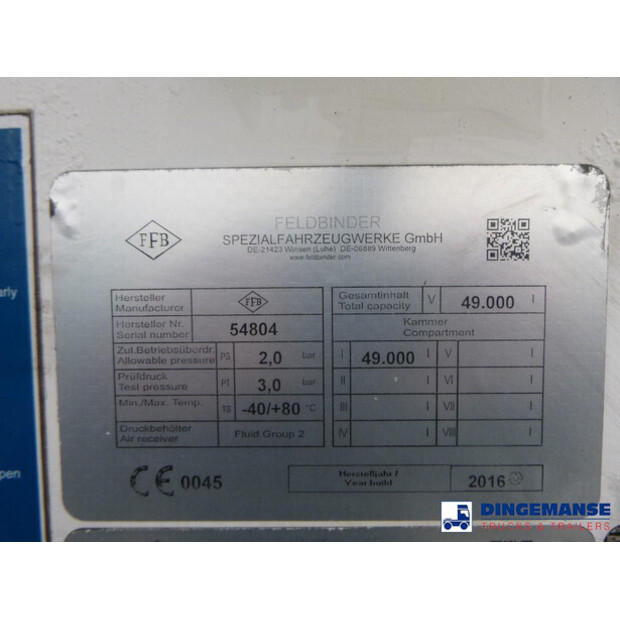 FELDBINDER
SPEZIALFAHRZEUGWERKE GmbH
DE-21423 Winsen (Luhe) DE-06889 Wittenberg
www.feldbinder.com
FFB
Hersteller
Manufacturer
FFB
Hersteller Nr.
Serial number
54804
Zul.Betriebsüberdr.
Allowable pressure
PS
2,0
bar
Prüfdruck
Test pressure
PT
3,0
bar
Min./Max. Temp.
TS
-40/+80
°C
Druckbehälter
Air receiver
Fluid Group 2
Gesamtinhalt
Total capacity
V
49.000
l
Kammer
Compartment
I
49.000
l
V
l
II
l
VI
l
III
l
VII
l
IV
l
VIII
l
CE 0045
Herstelljahr /
Year build
2016
arly
pen
DINGEMANSE
TRUCKS & TRAILERS